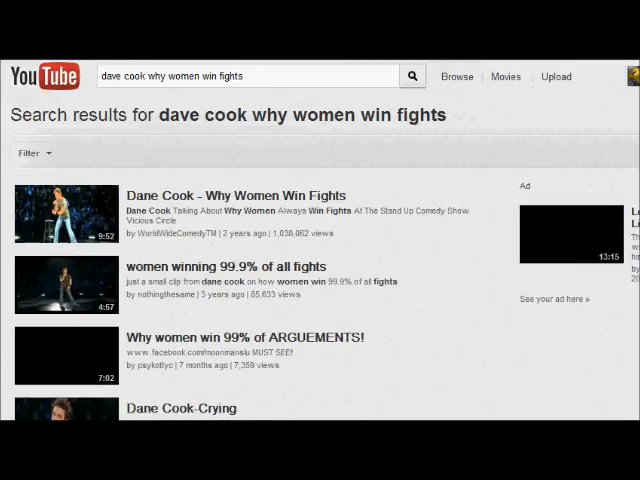 YouTube
dave cook why women win fights
Browse | Movies | Upload
Search results for dave cook why women win fights
Filter
Dane Cook - Why Women Win Fights
Dane Cook Talking About Why Women Always Win Fights At The Stand Up Comedy Show
Vicious Circle
by WorldWideComedyTM | 2 years ago | 1,038,062 views
9:52
women winning 99.9% of all fights
just a small clip from dave cook on how women win 99.9% of all fights
by nothingthesame | 3 years ago | 85,633 views
4:57
Why women win 99% of ARGUEMENTS!
www.facebook.com/moonmansiu MUST SEE!!
by psykottyc | 7 months ago | 7,359 views
7:02
Dane Cook-Crying
Ad
13:15
See your ad here »